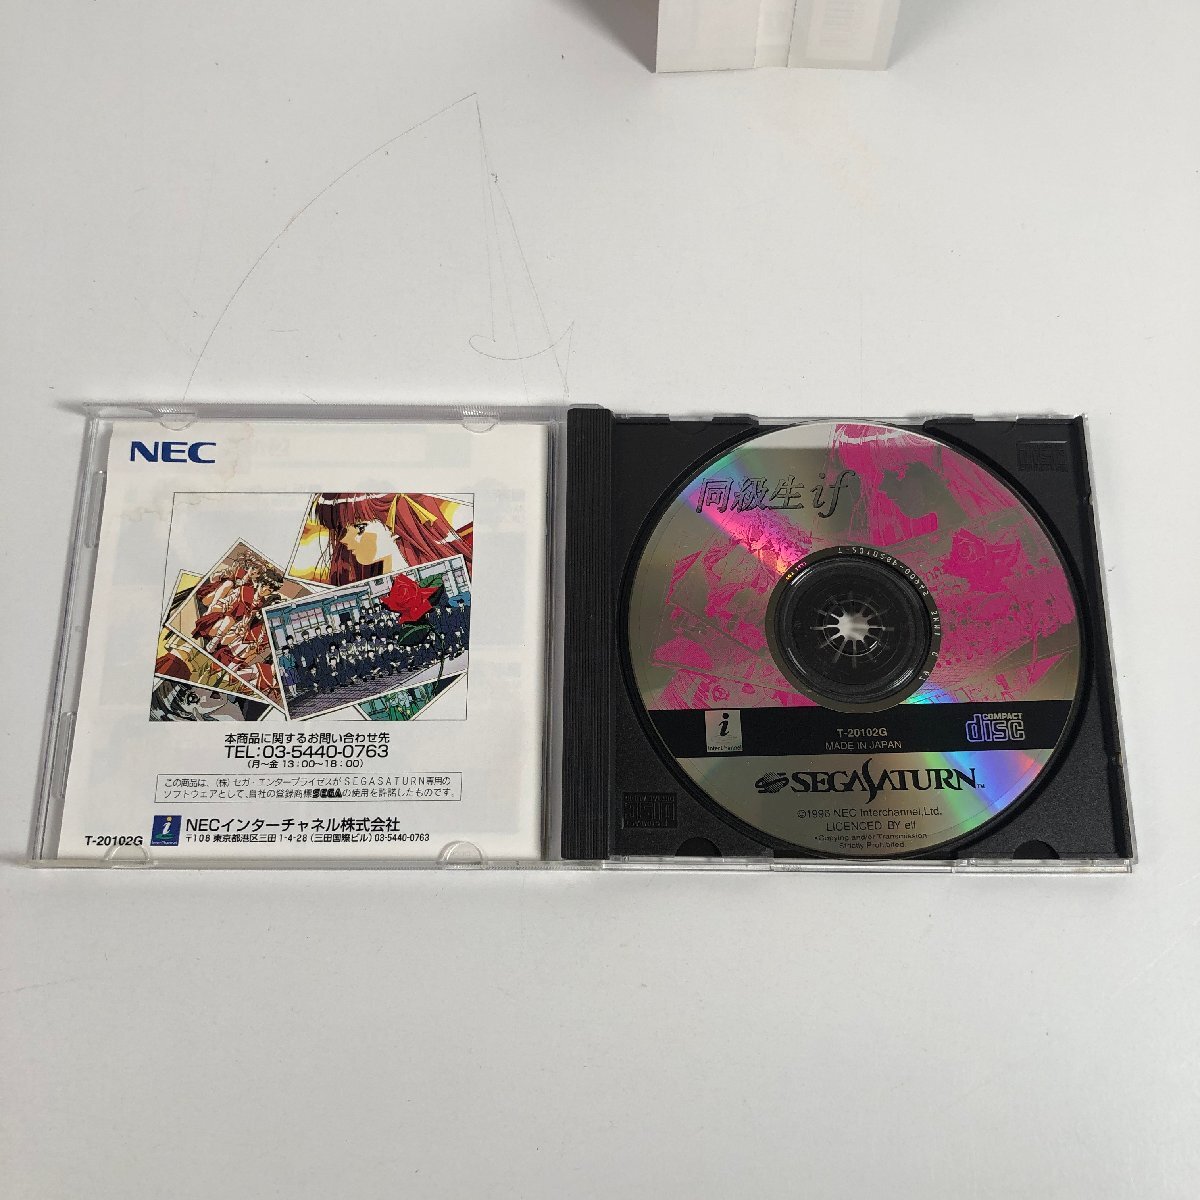 NEC
本商品に関するお問い合わせ先
TEL:03-5440-0763
(月〜金 13:00〜18:00)
この商品は、(株)セガ・エンタープライゼスがSEGASATURN専用の
ソフトウェアとして、自社の登録商標SEGAの使用を許諾したものです。
T-20102G
i
InterChannel
NECインターチャネル株式会社
〒108 東京都港区三田1-4-28(三田国際ビル)03-5440-0763
同級生if
i
InterChannel
T-20102G
MADE IN JAPAN
COMPACT
disc
SEGASATURN™
©1996 NEC Interchannel,Ltd.
LICENCED BY elf
•Copying and/or Transmission
Strictly Prohibited.